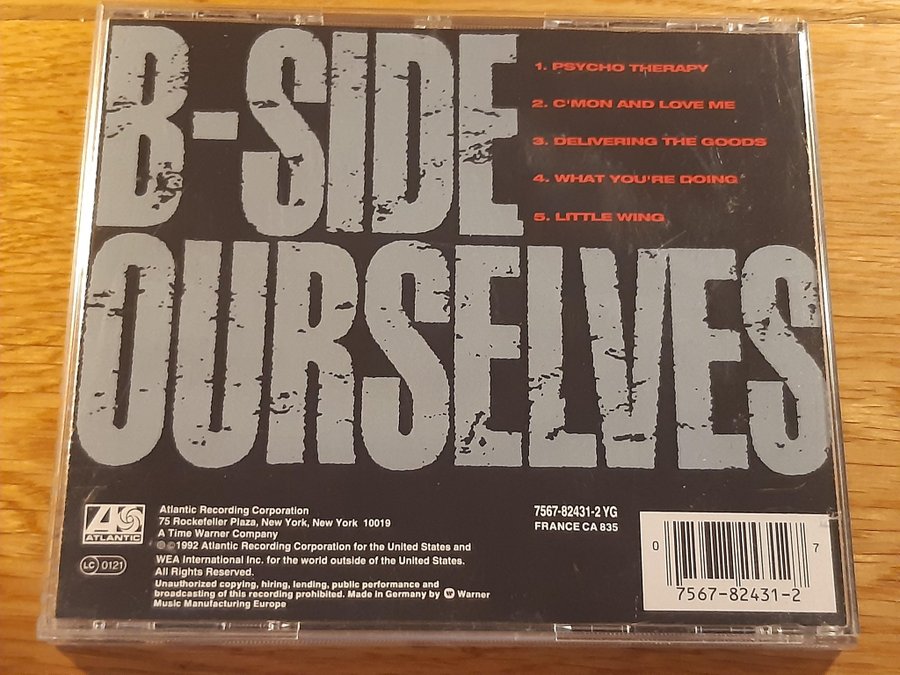 B-SIDE
OURSELVES
1. PSYCHO THERAPY
2. C'MON AND LOVE ME
3. DELIVERING THE GOODS
4. WHAT YOU'RE DOING
5. LITTLE WING
ATLANTIC
LC 0121
Atlantic Recording Corporation
75 Rockefeller Plaza, New York, New York 10019
A Time Warner Company
℗©1992 Atlantic Recording Corporation for the United States and
WEA International Inc. for the world outside of the United States.
All Rights Reserved.
Unauthorized copying, hiring, lending, public performance and
broadcasting of this recording prohibited. Made in Germany by Warner
Music Manufacturing Europe
7567-82431-2 YG
FRANCE CA 835
0 7
7567-82431-2